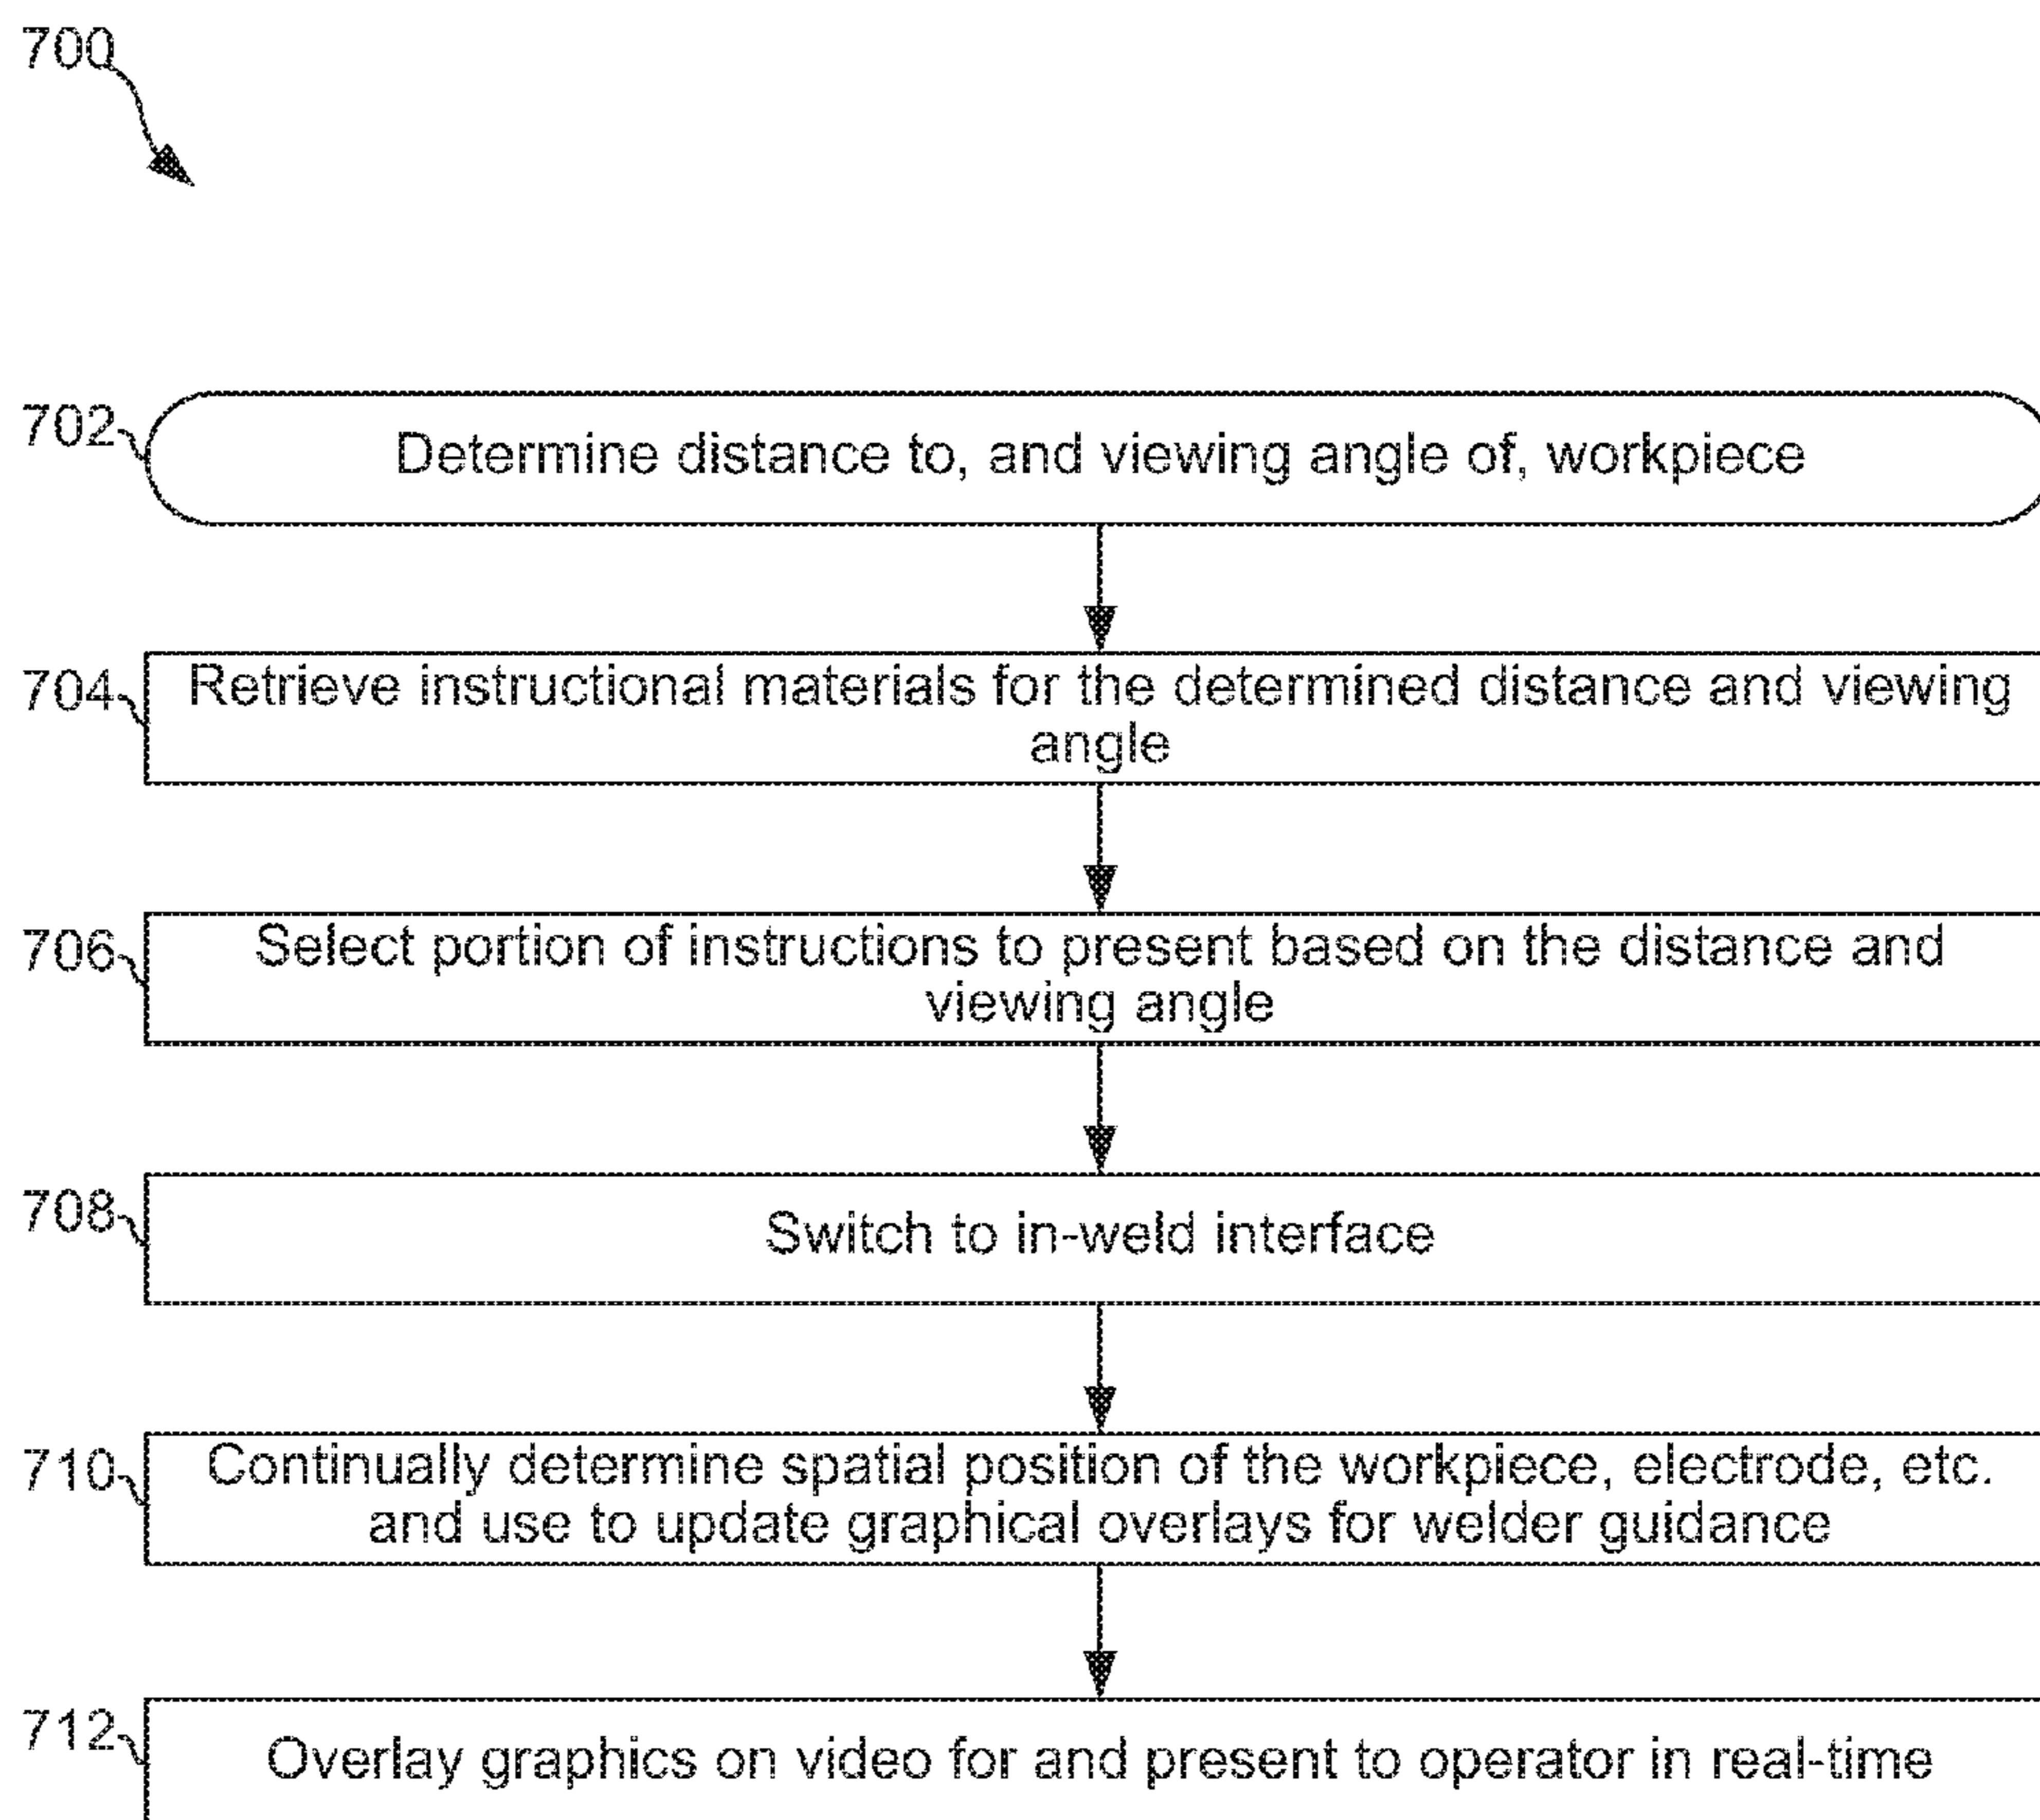 700
702
Determine distance to, and viewing angle of, workpiece
704
Retrieve instructional materials for the determined distance and viewing
angle
706
Select portion of instructions to present based on the distance and
viewing angle
708
Switch to in-weld interface
710
Continually determine spatial position of the workpiece, electrode, etc.
and use to update graphical overlays for welder guidance
712
Overlay graphics on video for and present to operator in real-time